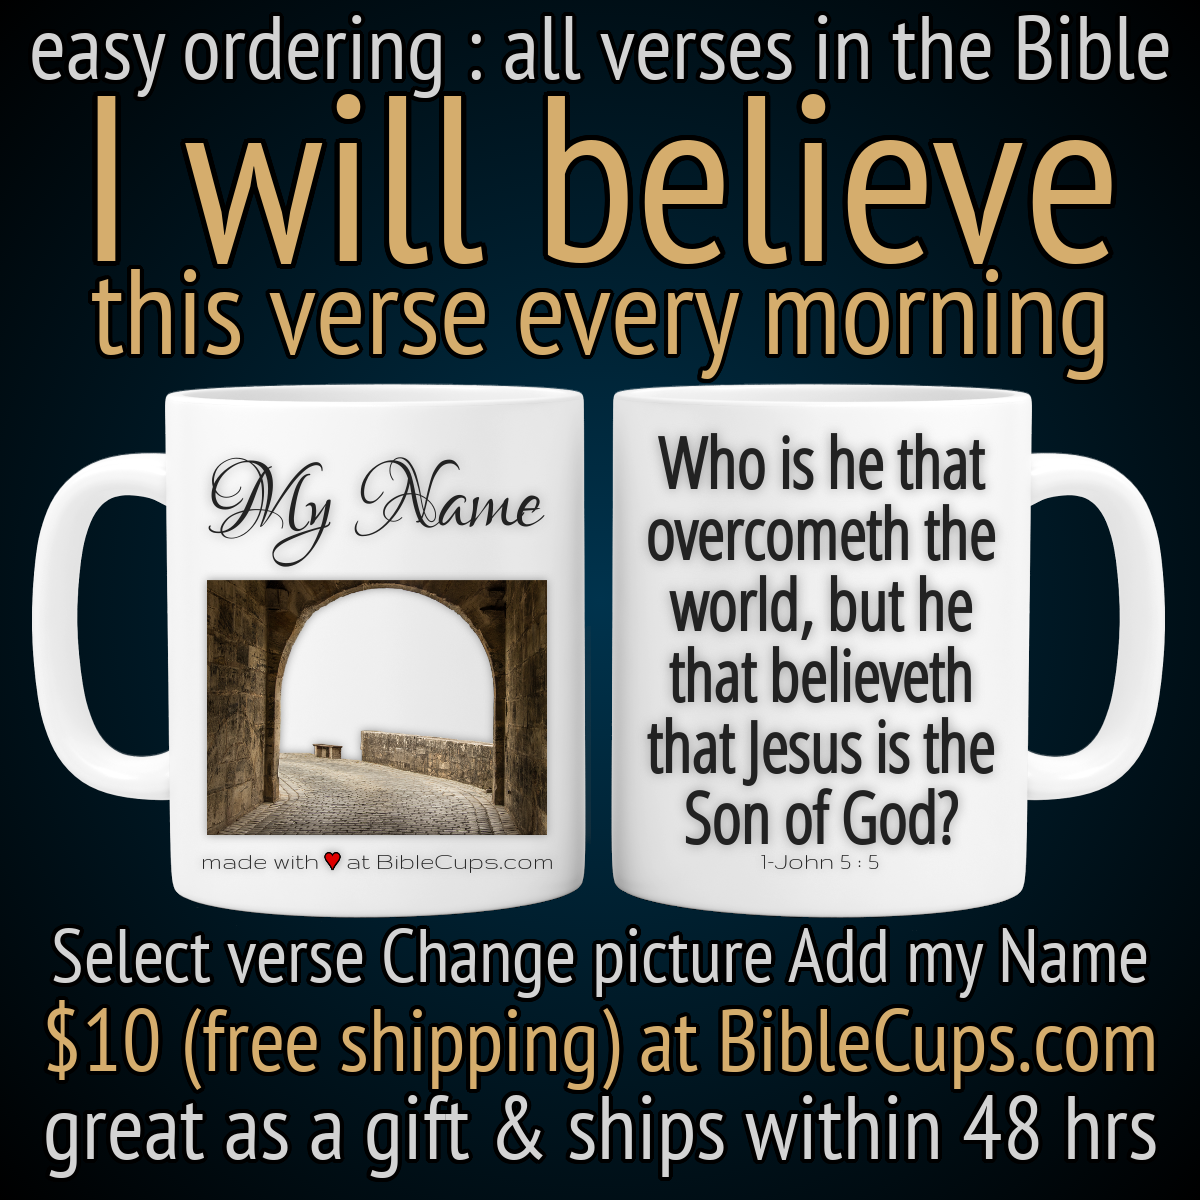 easy ordering : all verses in the Bible
I will believe
this verse every morning
My Name
made with ❤ at BibleCups.com
Who is he that
overcometh the
world, but he
that believeth
that Jesus is the
Son of God?
1-John 5 : 5
Select verse Change picture Add my Name
$10 (free shipping) at BibleCups.com
great as a gift & ships within 48 hrs